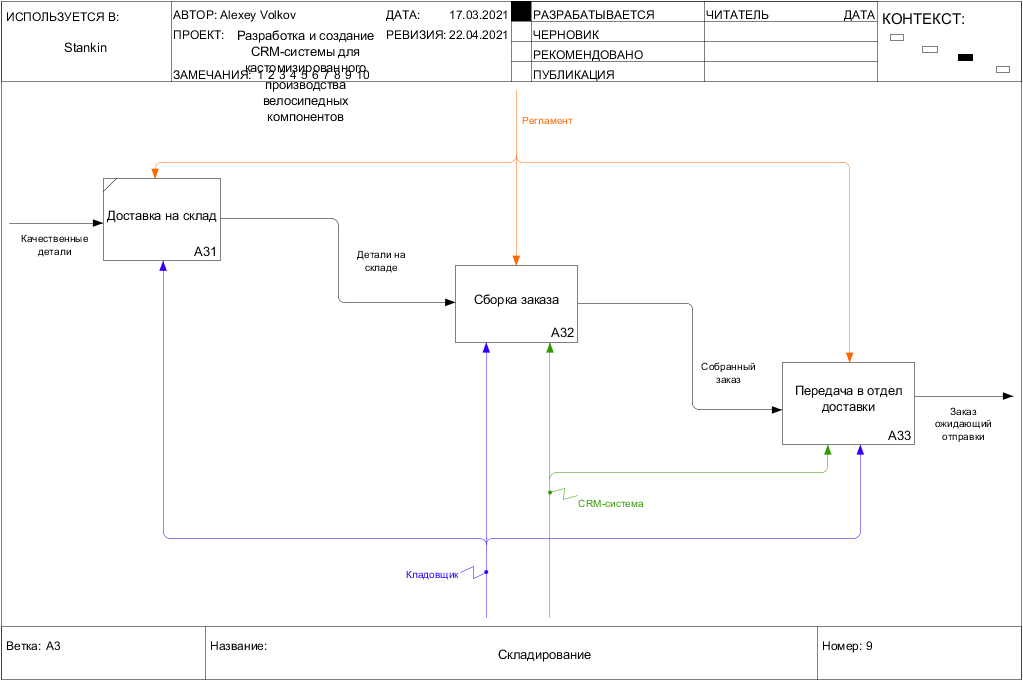 ИСПОЛЬЗУЕТСЯ В:
Stankin
АВТОР: Alexey Volkov
ДАТА: 17.03.2021
ПРОЕКТ: Разработка и создание
CRM-системы для
кастомизированного
производства
велосипедных
компонентов
РЕВИЗИЯ: 22.04.2021
ЗАМЕЧАНИЯ: 1 2 3 4 5 6 7 8 9 10
РАЗРАБАТЫВАЕТСЯ
ЧЕРНОВИК
РЕКОМЕНДОВАНО
ПУБЛИКАЦИЯ
ЧИТАТЕЛЬ
ДАТА
КОНТЕКСТ:
Регламент
Доставка на склад
A31
Качественные
детали
Детали на
складе
Сборка заказа
A32
Собранный
заказ
Передача в отдел
доставки
A33
Заказ
ожидающий
отправки
CRM-система
Кладовщик
Ветка: A3
Название:
Складирование
Номер: 9